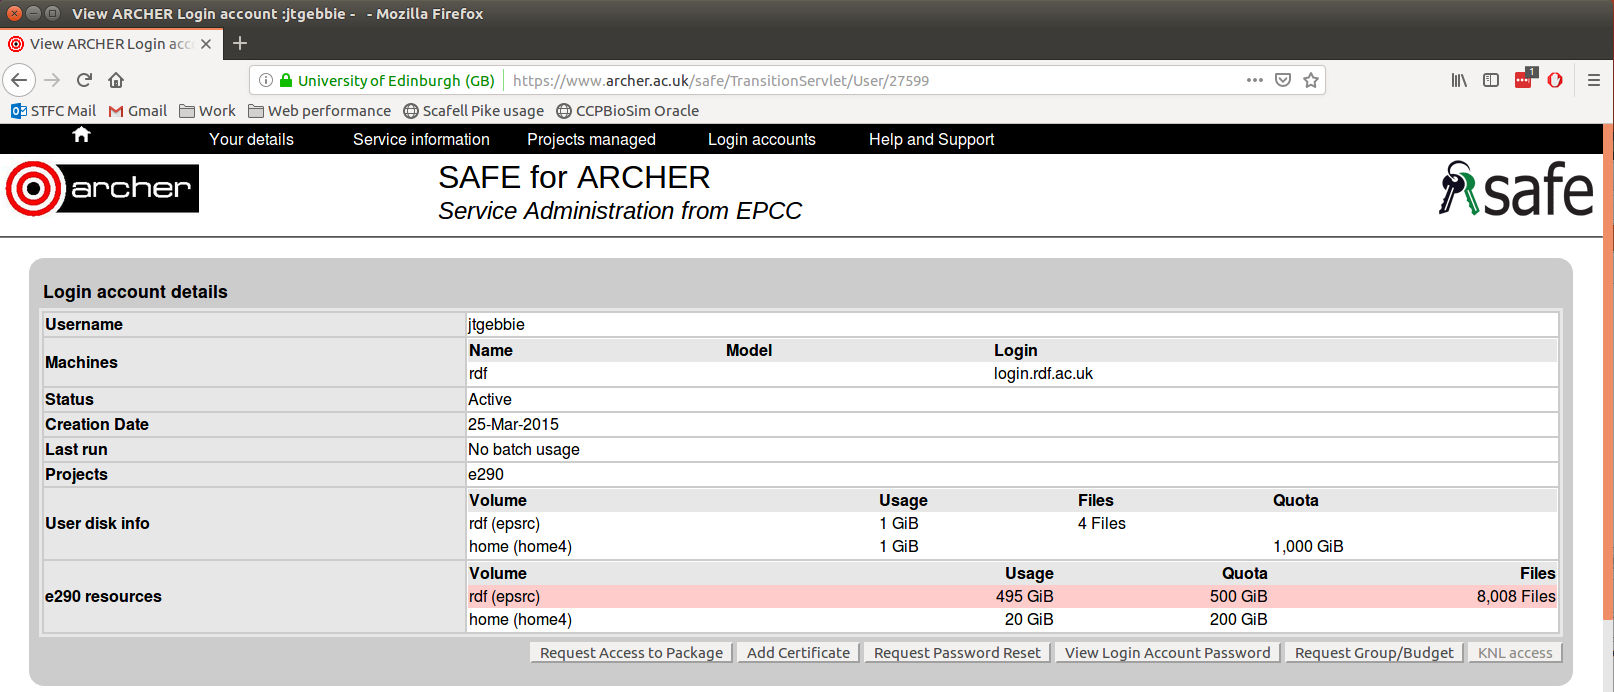 View ARCHER Login account :jtgebbie - - Mozilla Firefox
View ARCHER Login acc
University of Edinburgh (GB) https://www.archer.ac.uk/safe/TransitionServlet/User/27599
1
STFC Mail Gmail Work Web performance Scafell Pike usage CCPBioSim Oracle
Your details Service information Projects managed Login accounts Help and Support
archer
SAFE for ARCHER
Service Administration from EPCC
safe
Login account details
Username jtgebbie
Machines
Name Model Login
rdf login.rdf.ac.uk
Status Active
Creation Date 25-Mar-2015
Last run No batch usage
Projects e290
User disk info
Volume Usage Files Quota
rdf (epsrc) 1 GiB 4 Files
home (home4) 1 GiB 1,000 GiB
e290 resources
Volume Usage Quota Files
rdf (epsrc) 495 GiB 500 GiB 8,008 Files
home (home4) 20 GiB 200 GiB
Request Access to Package Add Certificate Request Password Reset View Login Account Password Request Group/Budget KNL access